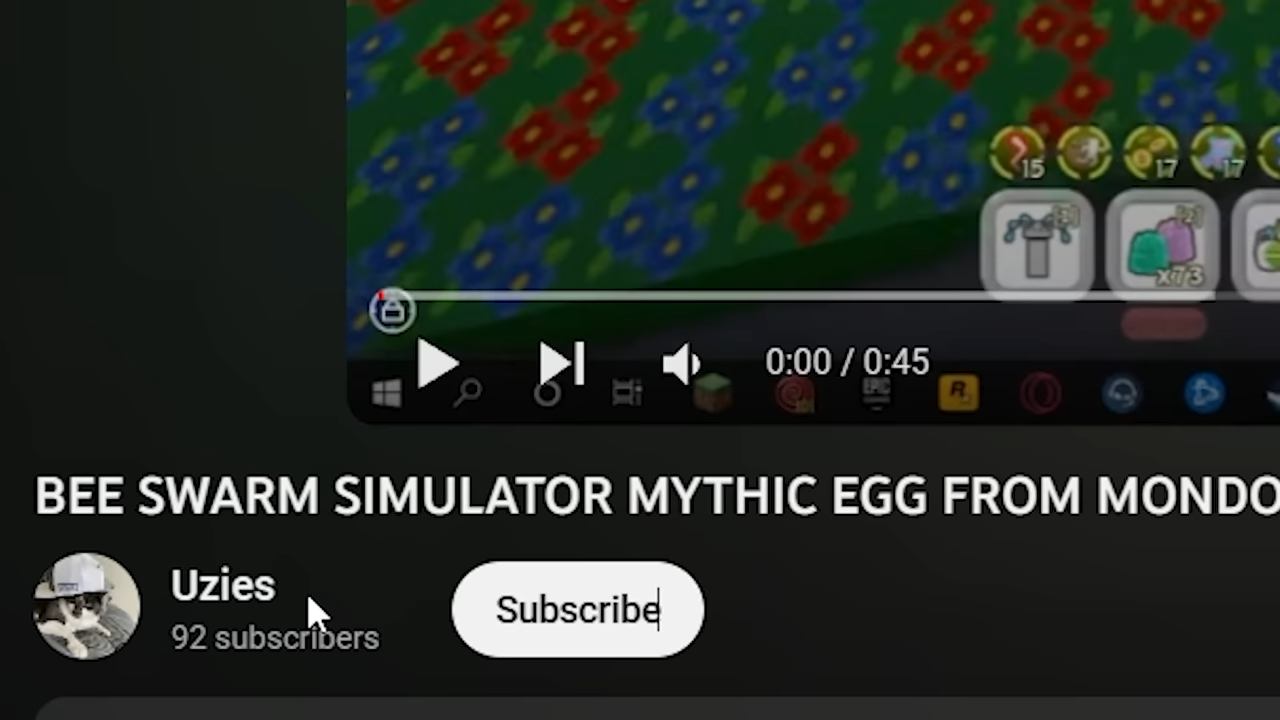 15 17 17
x73
0:00 / 0:45
EPIC
R
BEE SWARM SIMULATOR MYTHIC EGG FROM MONDO
Uzies
Subscribe
92 subscribers